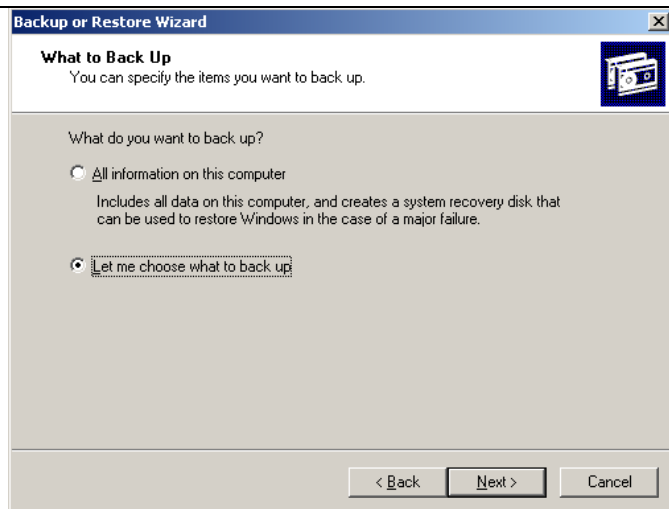 Backup or Restore Wizard
What to Back Up
You can specify the items you want to back up.
What do you want to back up?
All information on this computer
Includes all data on this computer, and creates a system recovery disk that
can be used to restore Windows in the case of a major failure.
Let me choose what to back up
< Back Next > Cancel